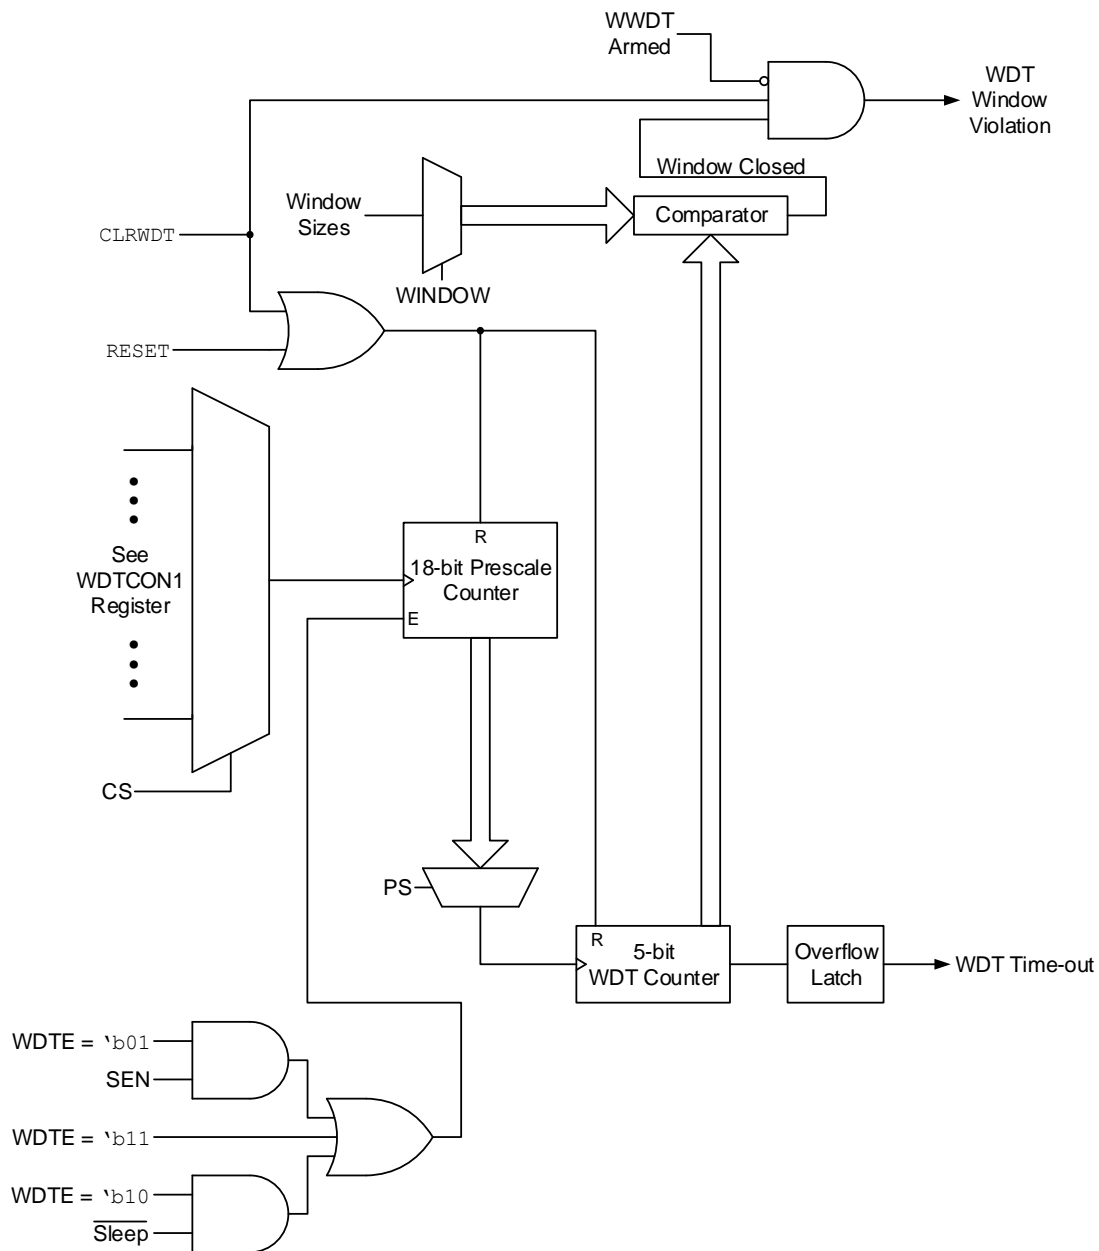 WWDT
Armed
WDT
Window
Violation
Window Closed
Window
Sizes
Comparator
CLRWDT
WINDOW
RESET
R
18-bit Prescale
Counter
E
See
WDTCON1
Register
CS
PS
R
5-bit
WDT Counter
Overflow
Latch
WDT Time-out
WDTE = 'b01
SEN
WDTE = 'b11
WDTE = 'b10
Sleep